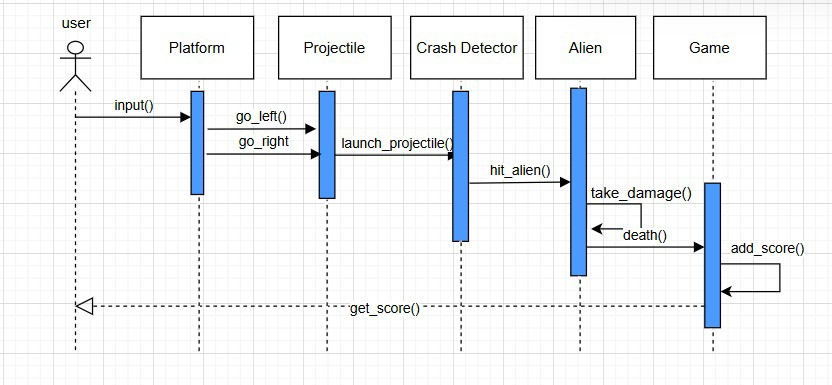 user
Platform
Projectile
Crash Detector
Alien
Game
input()
go_left()
go_right
launch_projectile()
hit_alien()
take_damage()
death()
add_score()
get_score()